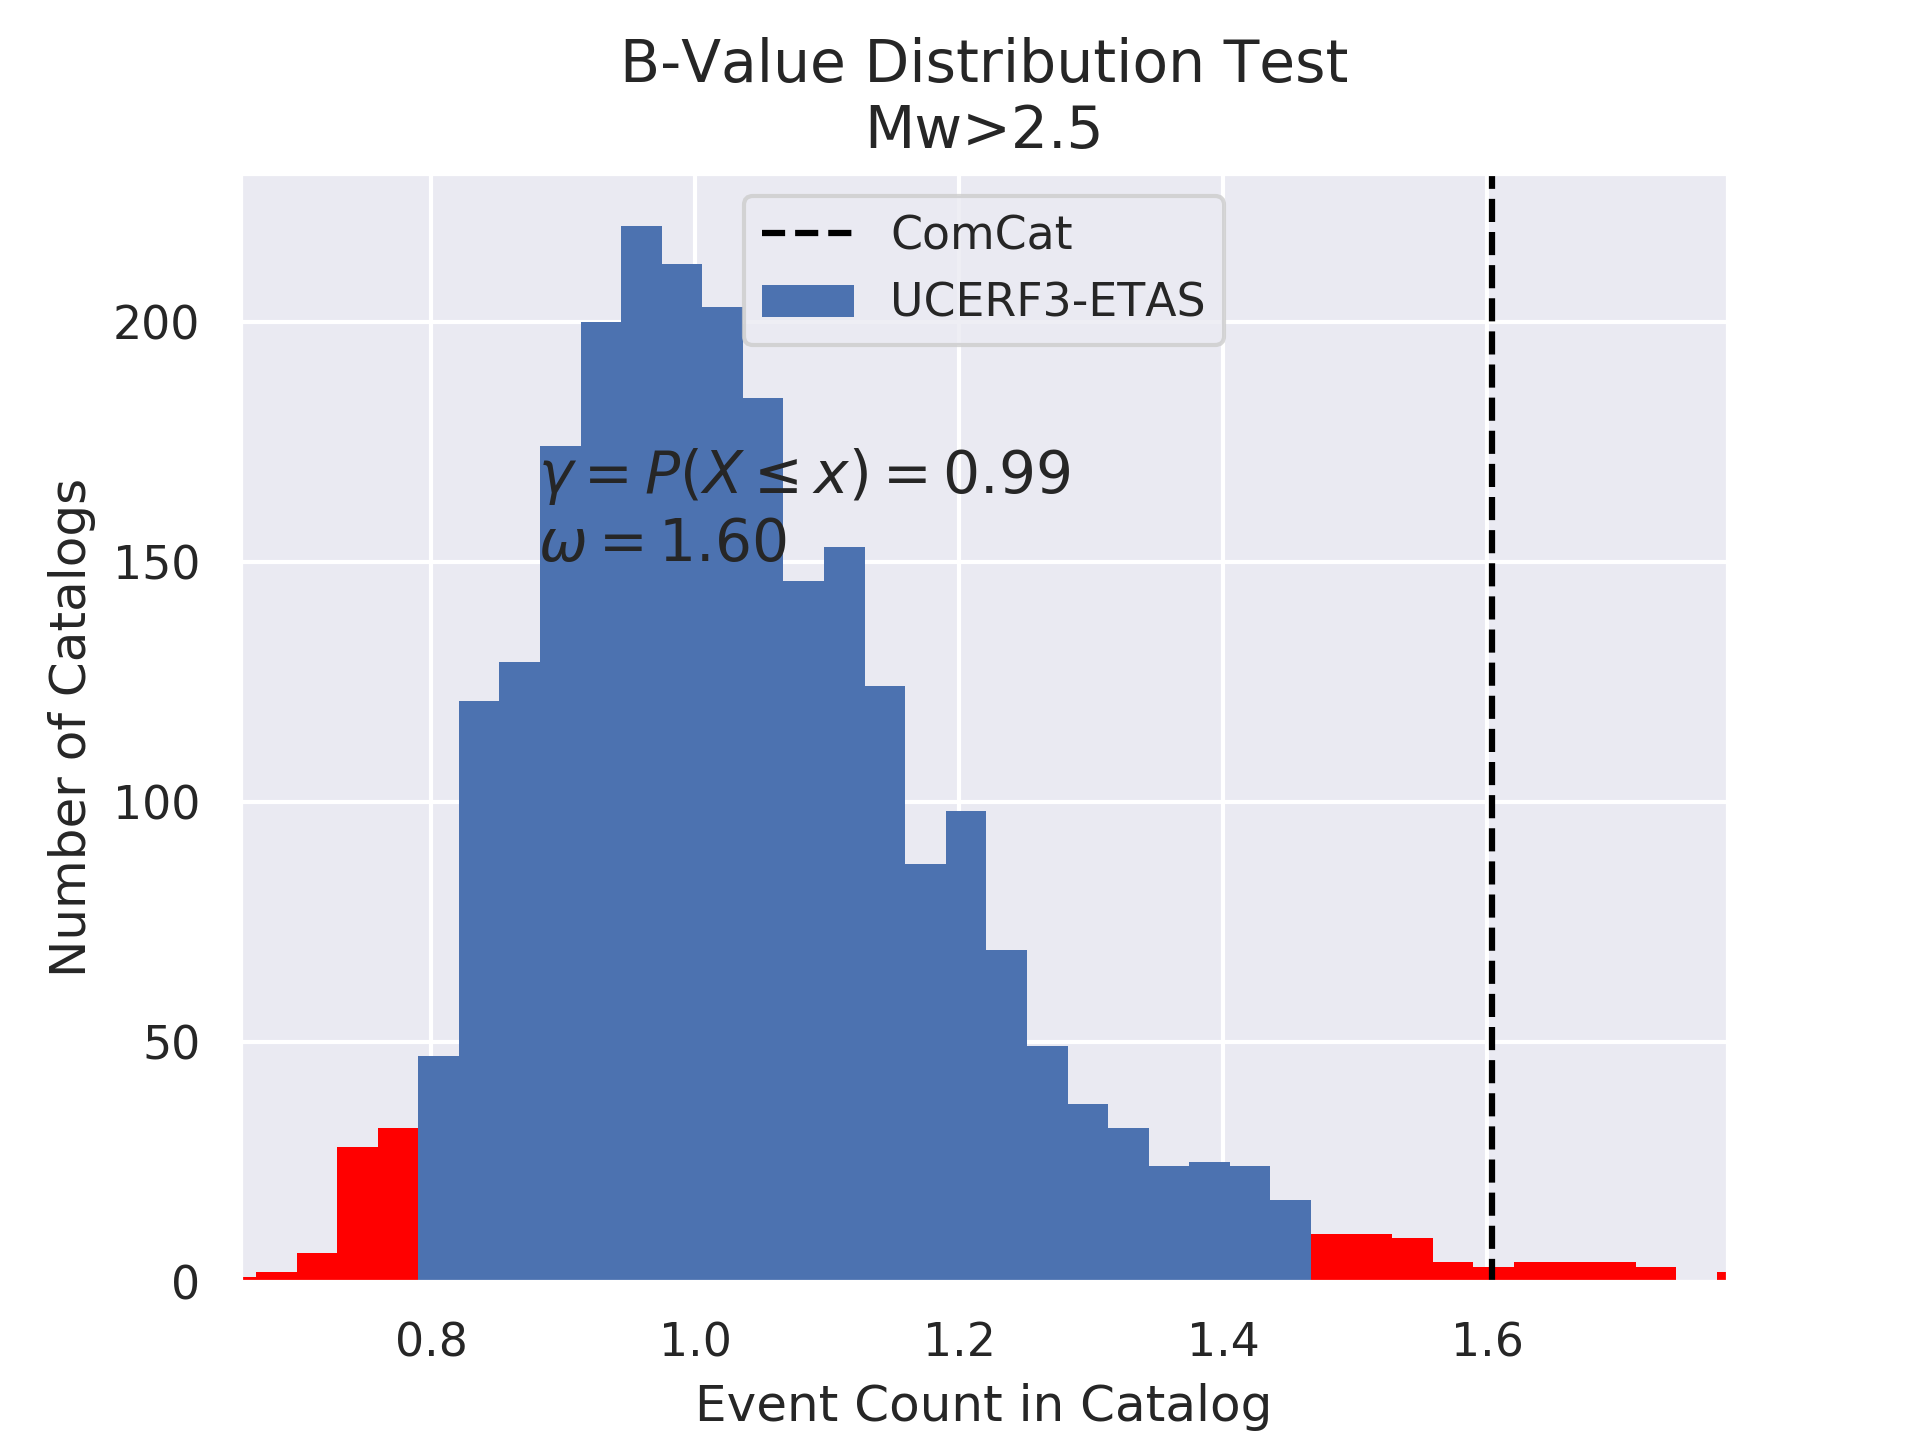 B-Value Distribution Test
Mw>2.5
ComCat
UCERF3-ETAS
γ = P(X ≤ x) = 0.99
ω = 1.60
Number of Catalogs
200
150
100
50
0
0.8 1.0 1.2 1.4 1.6
Event Count in Catalog